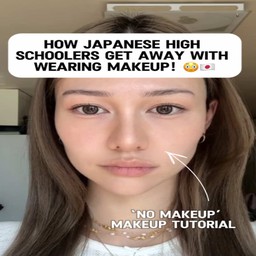 HOW JAPANESE HIGH
SCHOOLERS GET AWAY WITH
WEARING MAKEUP! 😳🇯🇵
'NO MAKEUP'
MAKEUP TUTORIAL